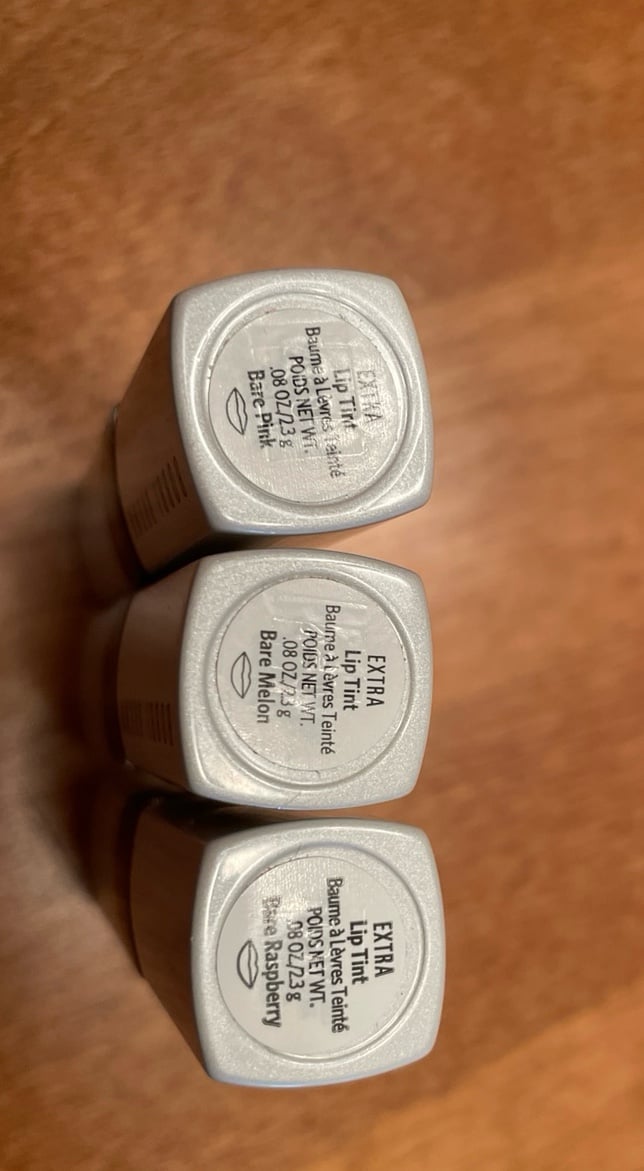 EXTRA
Lip Tint
Baume à Lèvres Teinté
POIDS NET WT.
.08 OZ/2.3 g
Bare Pink
EXTRA
Lip Tint
Baume à Lèvres Teinté
POIDS NET WT.
.08 OZ/2.3 g
Bare Melon
EXTRA
Lip Tint
Baume à Lèvres Teinté
POIDS NET WT.
.08 OZ/2.3 g
Bare Raspberry